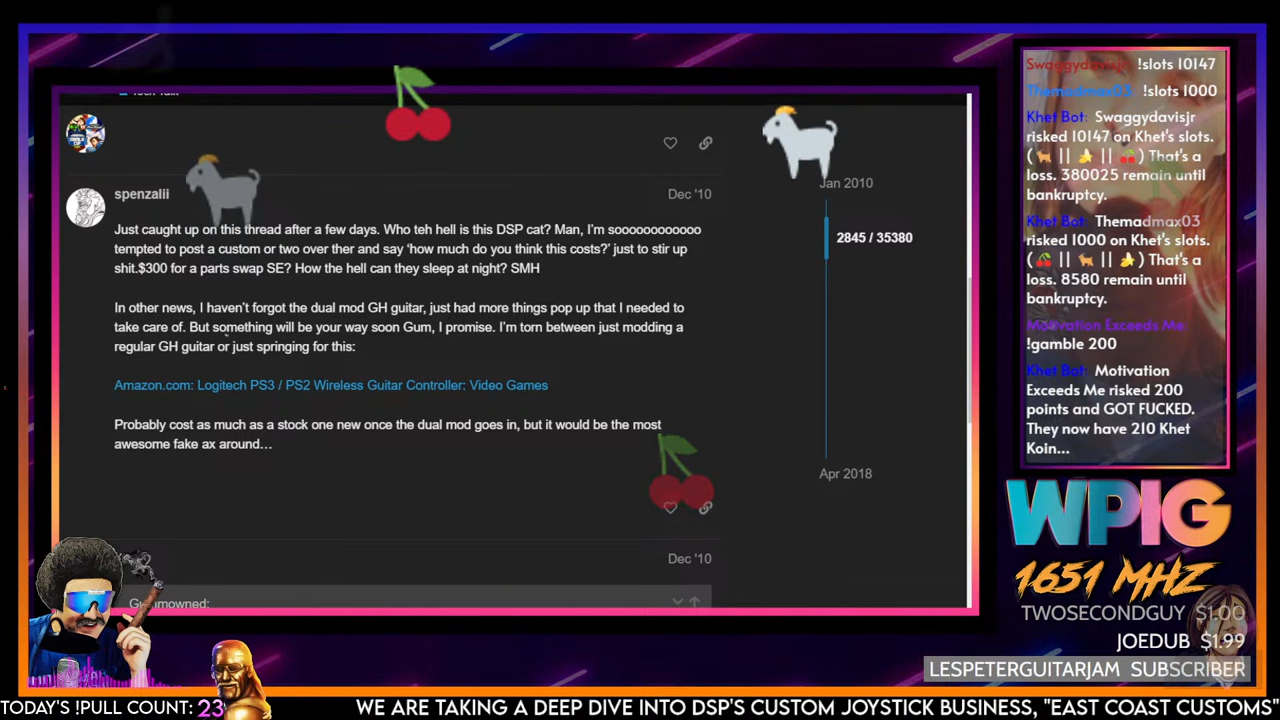 Tech Talk
spenzalii
Dec '10
Just caught up on this thread after a few days. Who teh hell is this DSP cat? Man, I'm soooooooooooo
tempted to post a custom or two over ther and say 'how much do you think this costs?' just to stir up
shit.$300 for a parts swap SE? How the hell can they sleep at night? SMH
In other news, I haven't forgot the dual mod GH guitar, just had more things pop up that I needed to
take care of. But something will be your way soon Gum, I promise. I'm torn between just modding a
regular GH guitar or just springing for this:
Amazon.com: Logitech PS3 / PS2 Wireless Guitar Controller: Video Games
Probably cost as much as a stock one new once the dual mod goes in, but it would be the most
awesome fake ax around…
Dec '10
Jan 2010
2845 / 35380
Apr 2018
Swaggydavisjr: !slots 10147
Themadmax03: !slots 1000
Khet Bot: Swaggydavisjr
risked 10147 on Khet's slots.
( || || ) That's a
loss. 380025 remain until
bankruptcy.
Khet Bot: Themadmax03
risked 1000 on Khet's slots.
( || || ) That's a
loss. 8580 remain until
bankruptcy.
Motivation Exceeds Me:
!gamble 200
Khet Bot: Motivation
Exceeds Me risked 200
points and GOT FUCKED.
They now have 210 Khet
Koin...
WPIG
1651 MHZ
TWOSECONDGUY $1.00
JOEDUB $1.99
LESPETERGUITARJAM SUBSCRIBER
TODAY'S !PULL COUNT: 23
WE ARE TAKING A DEEP DIVE INTO DSP'S CUSTOM JOYSTICK BUSINESS, "EAST COAST CUSTOMS"